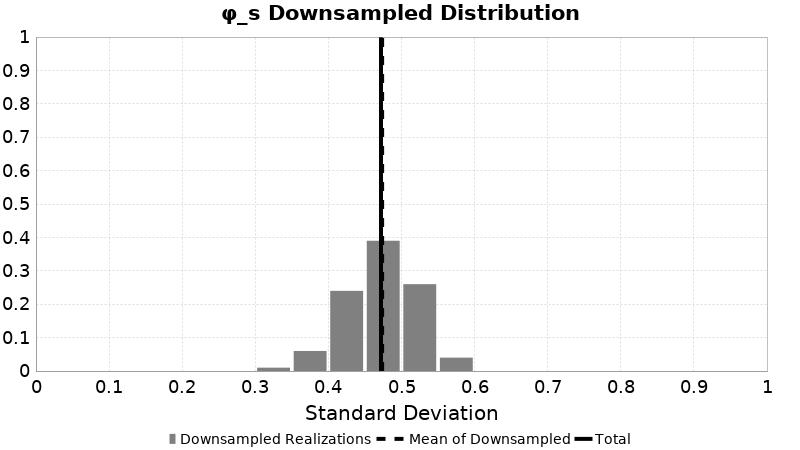 φ_s Downsampled Distribution
1
0.9
0.8
0.7
0.6
0.5
0.4
0.3
0.2
0.1
0
0 0.1 0.2 0.3 0.4 0.5 0.6 0.7 0.8 0.9 1
Standard Deviation
Downsampled Realizations Mean of Downsampled Total